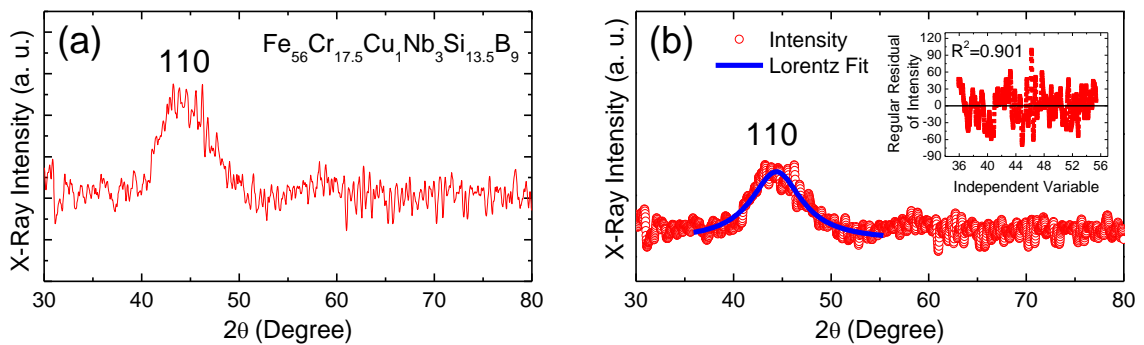 (a)
Fe56Cr17.5Cu1Nb3Si13.5B9
110
X-Ray Intensity (a. u.)
30 40 50 60 70 80
2θ (Degree)
(b)
Intensity
Lorentz Fit
110
X-Ray Intensity (a. u.)
30 40 50 60 70 80
2θ (Degree)
R²=0.901
Regular Residual
of Intensity
120
90
60
30
0
-30
-60
-90
36 40 44 48 52 56
Independent Variable